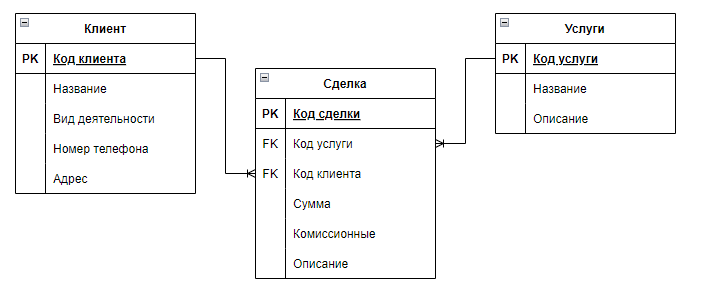 Клиент
PK Код клиента
Название
Вид деятельности
Номер телефона
Адрес
Сделка
PK Код сделки
FK Код услуги
FK Код клиента
Сумма
Комиссионные
Описание
Услуги
PK Код услуги
Название
Описание